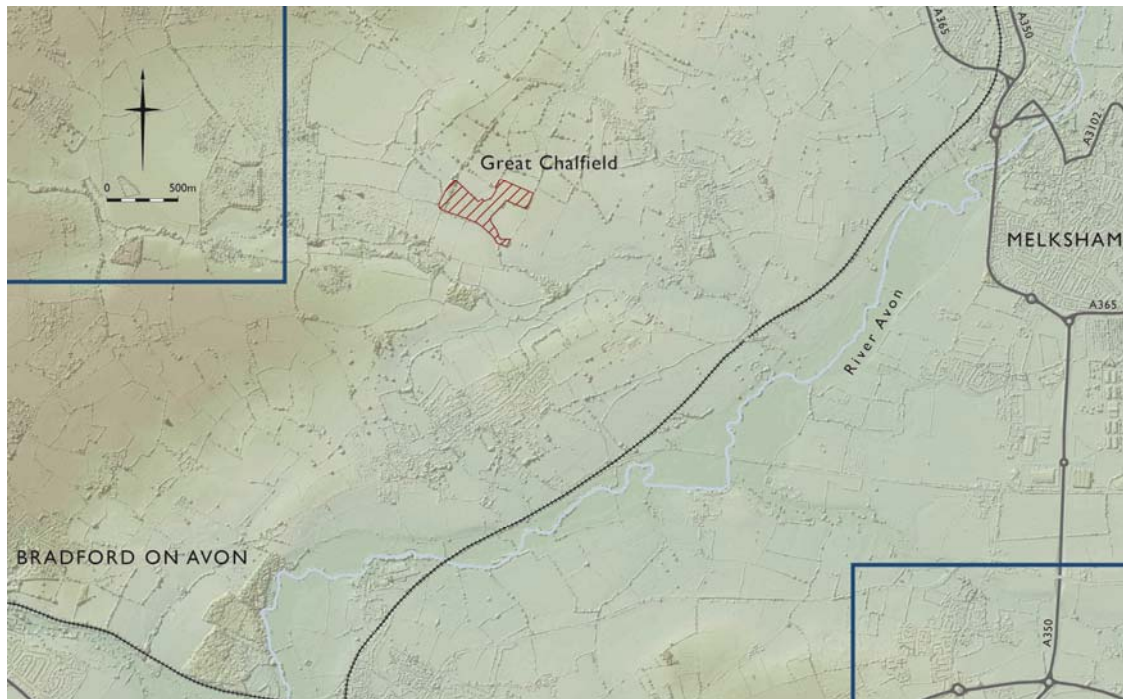 A365
A350
A3102
0 500m
Great Chalfield
MELKSHAM
A365
River Avon
BRADFORD ON AVON
A350